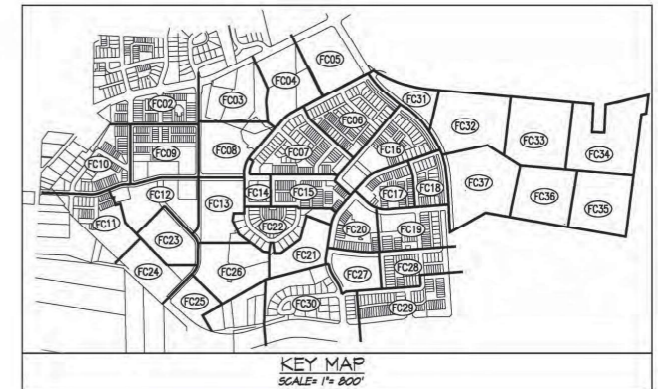 FC05
FC04
FC03
FC02
FC31
FC32
FC33
FC34
FC06
FC16
FC07
FC08
FC09
FC10
FC37
FC36
FC35
FC18
FC17
FC15
FC14
FC13
FC12
FC11
FC22
FC20
FC19
FC23
FC21
FC24
FC26
FC27
FC28
FC25
FC30
FC29
KEY MAP
SCALE= 1"= 800'